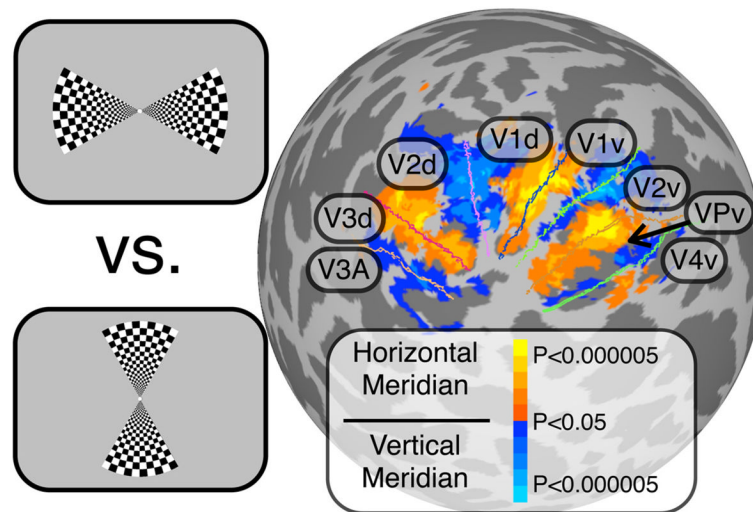 vs.
V1d
V1v
V2d
V2v
V3d
VPv
V3A
V4v
Horizontal
Meridian
Vertical
Meridian
P<0.000005
P<0.05
P<0.000005